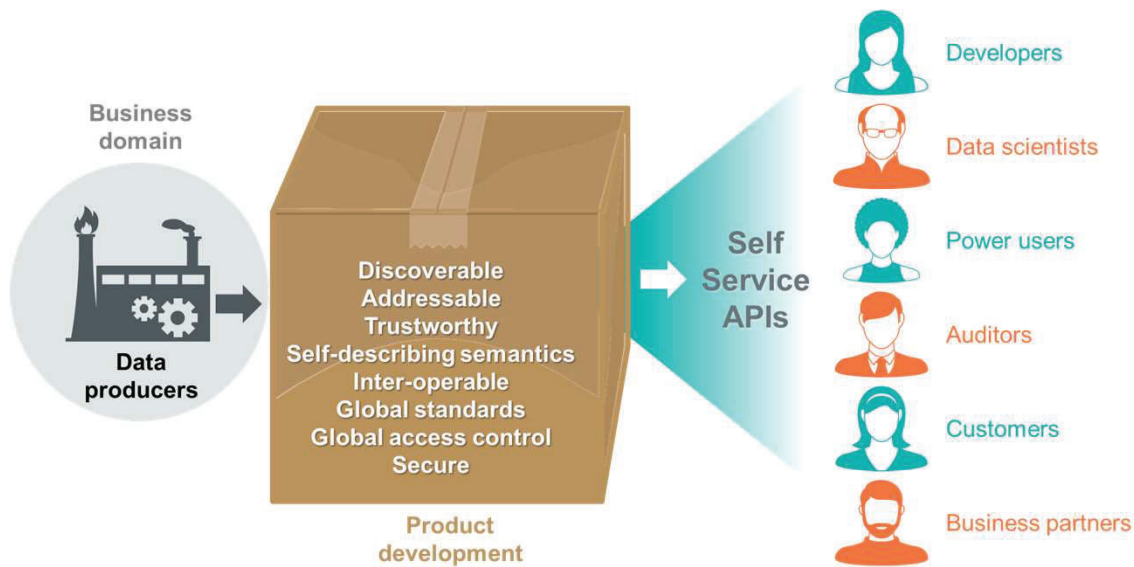 Business
domain
Data
producers
Discoverable
Addressable
Trustworthy
Self-describing semantics
Inter-operable
Global standards
Global access control
Secure
Product
development
Self
Service
APIs
Developers
Data scientists
Power users
Auditors
Customers
Business partners